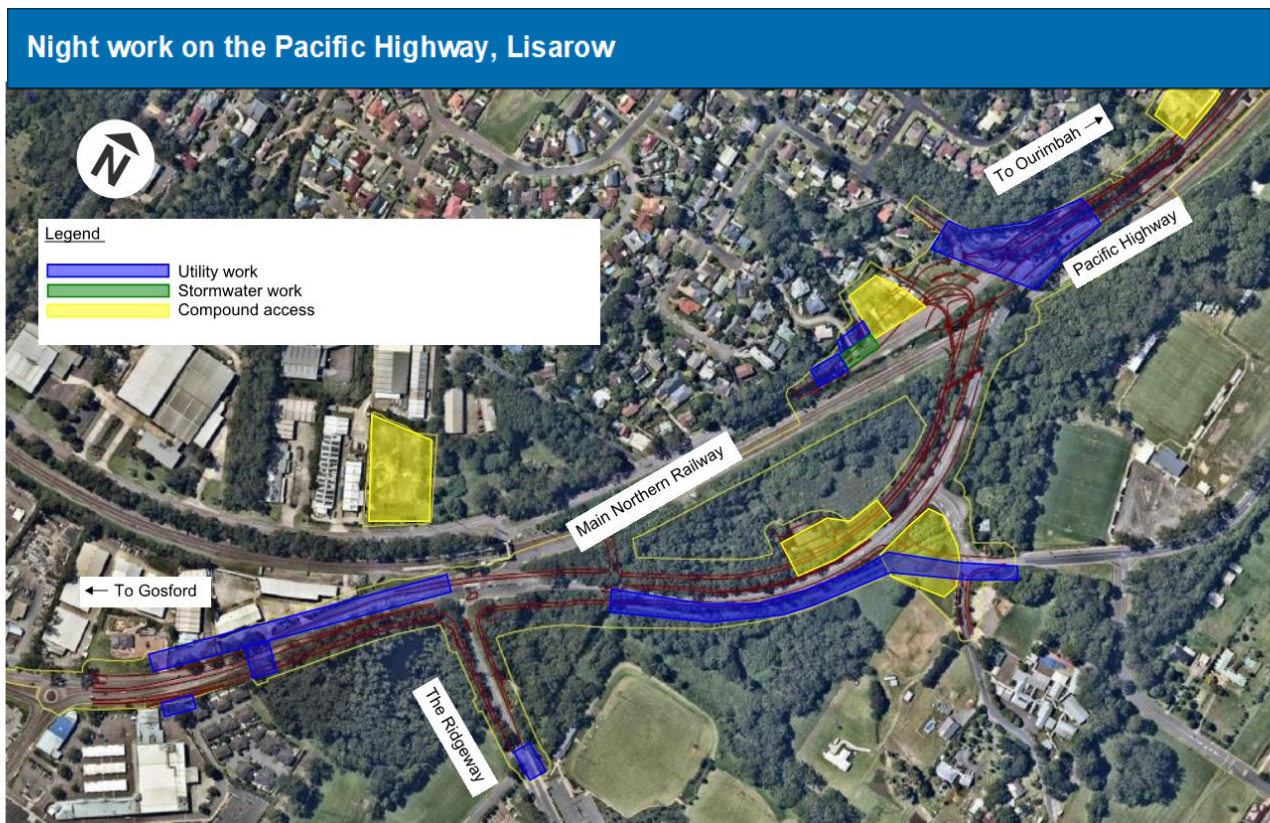 Night work on the Pacific Highway, Lisarow
N
To Ourimbah →
Legend
Utility work
Stormwater work
Compound access
Pacific Highway
Main Northern Railway
← To Gosford
The Ridgeway